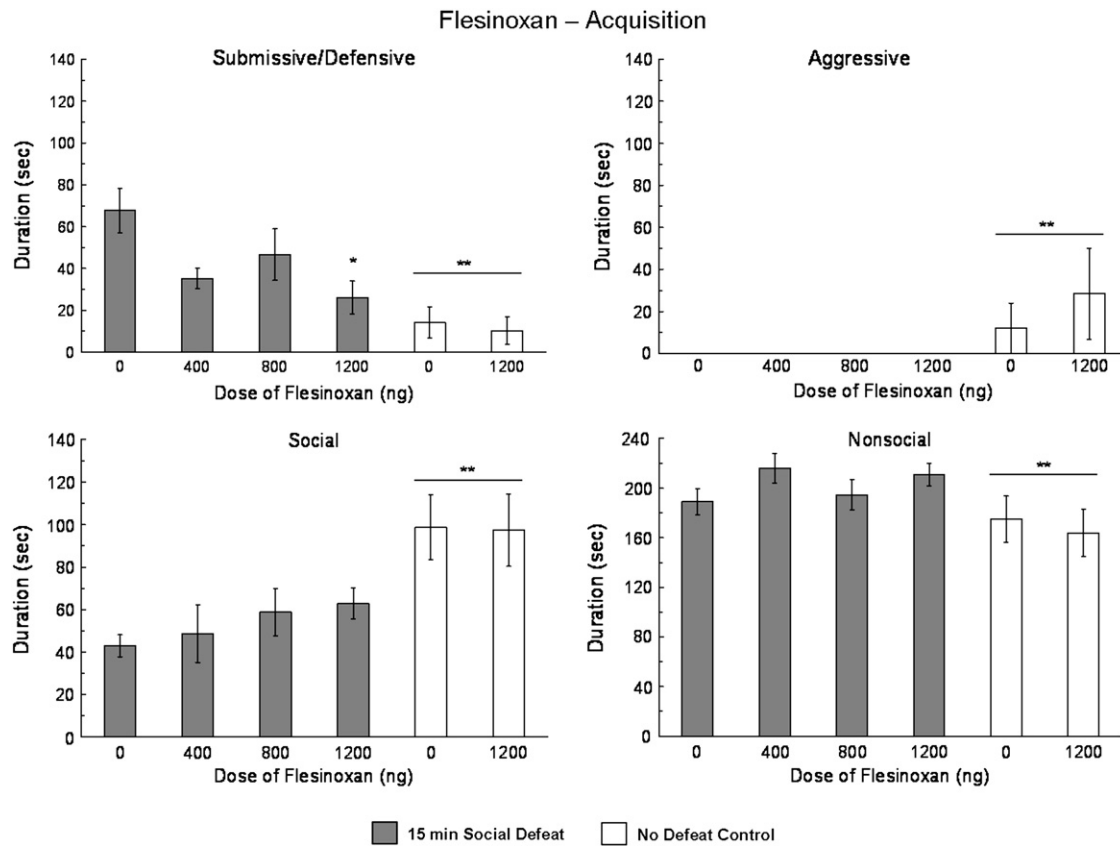 Flesinoxan – Acquisition
Submissive/Defensive
140
120
100
80
60
40
20
0
Duration (sec)
*
**
0 400 800 1200 0 1200
Dose of Flesinoxan (ng)
Aggressive
140
120
100
80
60
40
20
0
Duration (sec)
**
0 400 800 1200 0 1200
Dose of Flesinoxan (ng)
Social
140
120
100
80
60
40
20
0
Duration (sec)
**
0 400 800 1200 0 1200
Dose of Flesinoxan (ng)
Nonsocial
240
200
160
120
80
40
0
Duration (sec)
**
0 400 800 1200 0 1200
Dose of Flesinoxan (ng)
15 min Social Defeat No Defeat Control